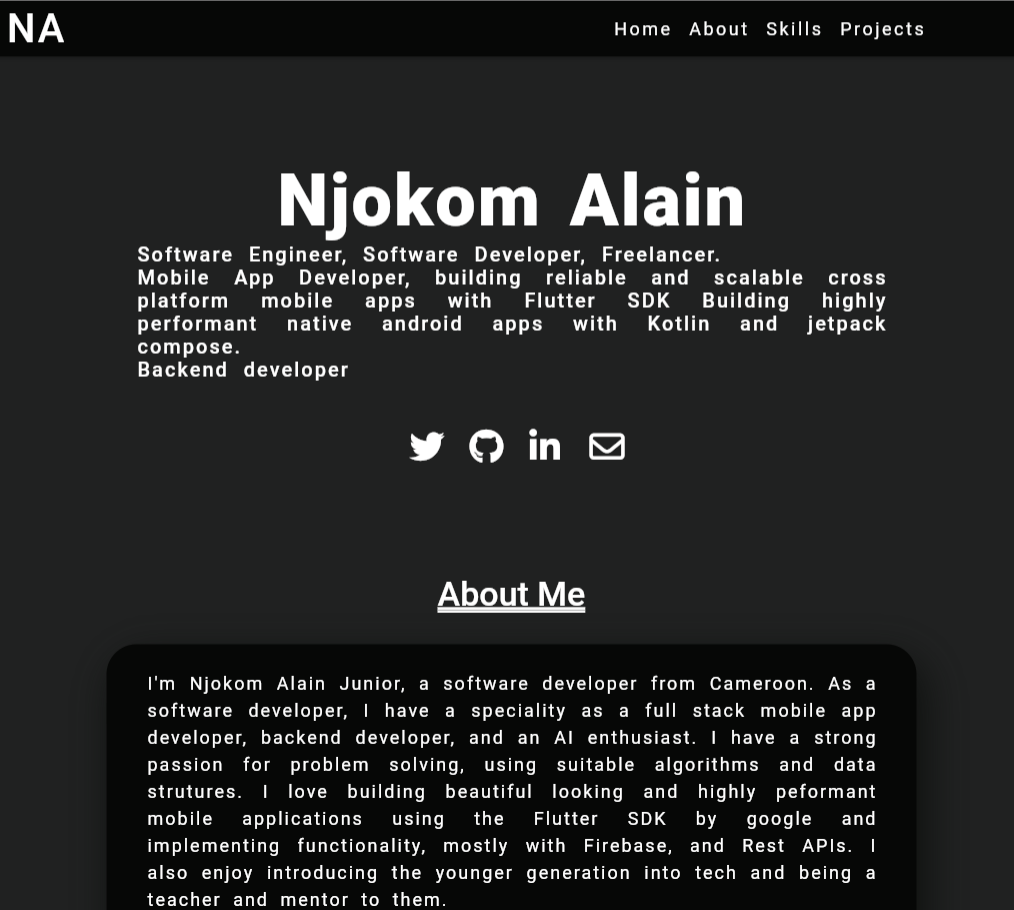 NA
Home About Skills Projects
Njokom Alain
Software Engineer, Software Developer, Freelancer.
Mobile App Developer, building reliable and scalable cross
platform mobile apps with Flutter SDK Building highly
performant native android apps with Kotlin and jetpack
compose.
Backend developer
in
About Me
I'm Njokom Alain Junior, a software developer from Cameroon. As a
software developer, I have a speciality as a full stack mobile app
developer, backend developer, and an AI enthusiast. I have a strong
passion for problem solving, using suitable algorithms and data
strutures. I love building beautiful looking and highly peformant
mobile applications using the Flutter SDK by google and
implementing functionality, mostly with Firebase, and Rest APIs. I
also enjoy introducing the younger generation into tech and being a
teacher and mentor to them.